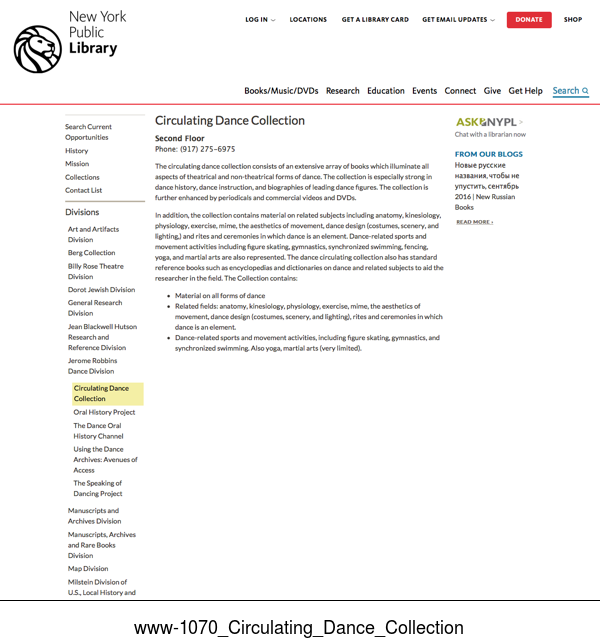 New York
Public
Library
LOG IN
LOCATIONS
GET A LIBRARY CARD
GET EMAIL UPDATES
DONATE
SHOP
Books/Music/DVDs Research Education Events Connect Give Get Help Search
Search Current
Opportunities
History
Mission
Collections
Contact List
Divisions
Art and Artifacts
Division
Berg Collection
Billy Rose Theatre
Division
Dorot Jewish Division
General Research
Division
Jean Blackwell Hutson
Research and
Reference Division
Jerome Robbins
Dance Division
Circulating Dance
Collection
Oral History Project
The Dance Oral
History Channel
Using the Dance
Archives: Avenues of
Access
The Speaking of
Dancing Project
Manuscripts and
Archives Division
Manuscripts, Archives
and Rare Books
Division
Map Division
Milstein Division of
U.S., Local History and
Circulating Dance Collection
Second Floor
Phone: (917) 275-6975
The circulating dance collection consists of an extensive array of books which illuminate all
aspects of theatrical and non-theatrical forms of dance. The collection is especially strong in
dance history, dance instruction, and biographies of leading dance figures. The collection is
further enhanced by periodicals and commercial videos and DVDs.
In addition, the collection contains material on related subjects including anatomy, kinesiology,
physiology, exercise, mime, the aesthetics of movement, dance design (costumes, scenery, and
lighting,) and rites and ceremonies in which dance is an element. Dance-related sports and
movement activities including figure skating, gymnastics, synchronized swimming, fencing,
yoga, and martial arts are also represented. The dance circulating collection also has standard
reference books such as encyclopedias and dictionaries on dance and related subjects to aid the
researcher in the field. The Collection contains:
• Material on all forms of dance
• Related fields: anatomy, kinesiology, physiology, exercise, mime, the aesthetics of
movement, dance design (costumes, scenery, and lighting), rites and ceremonies in which
dance is an element.
• Dance-related sports and movement activities, including figure skating, gymnastics, and
synchronized swimming. Also yoga, martial arts (very limited).
ASK NYPL >
Chat with a librarian now
FROM OUR BLOGS
Новые русские
названия, чтобы не
упустить, сентябрь
2016 | New Russian
Books
READ MORE ›
www-1070_Circulating_Dance_Collection